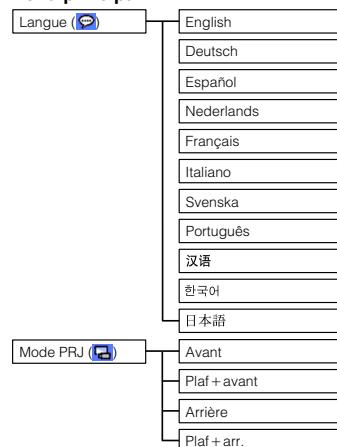 Langue ( )
English
Deutsch
Español
Nederlands
Français
Italiano
Svenska
Português
汉语
한국어
日本語
Mode PRJ ( )
Avant
Plaf+avant
Arrière
Plaf+arr.